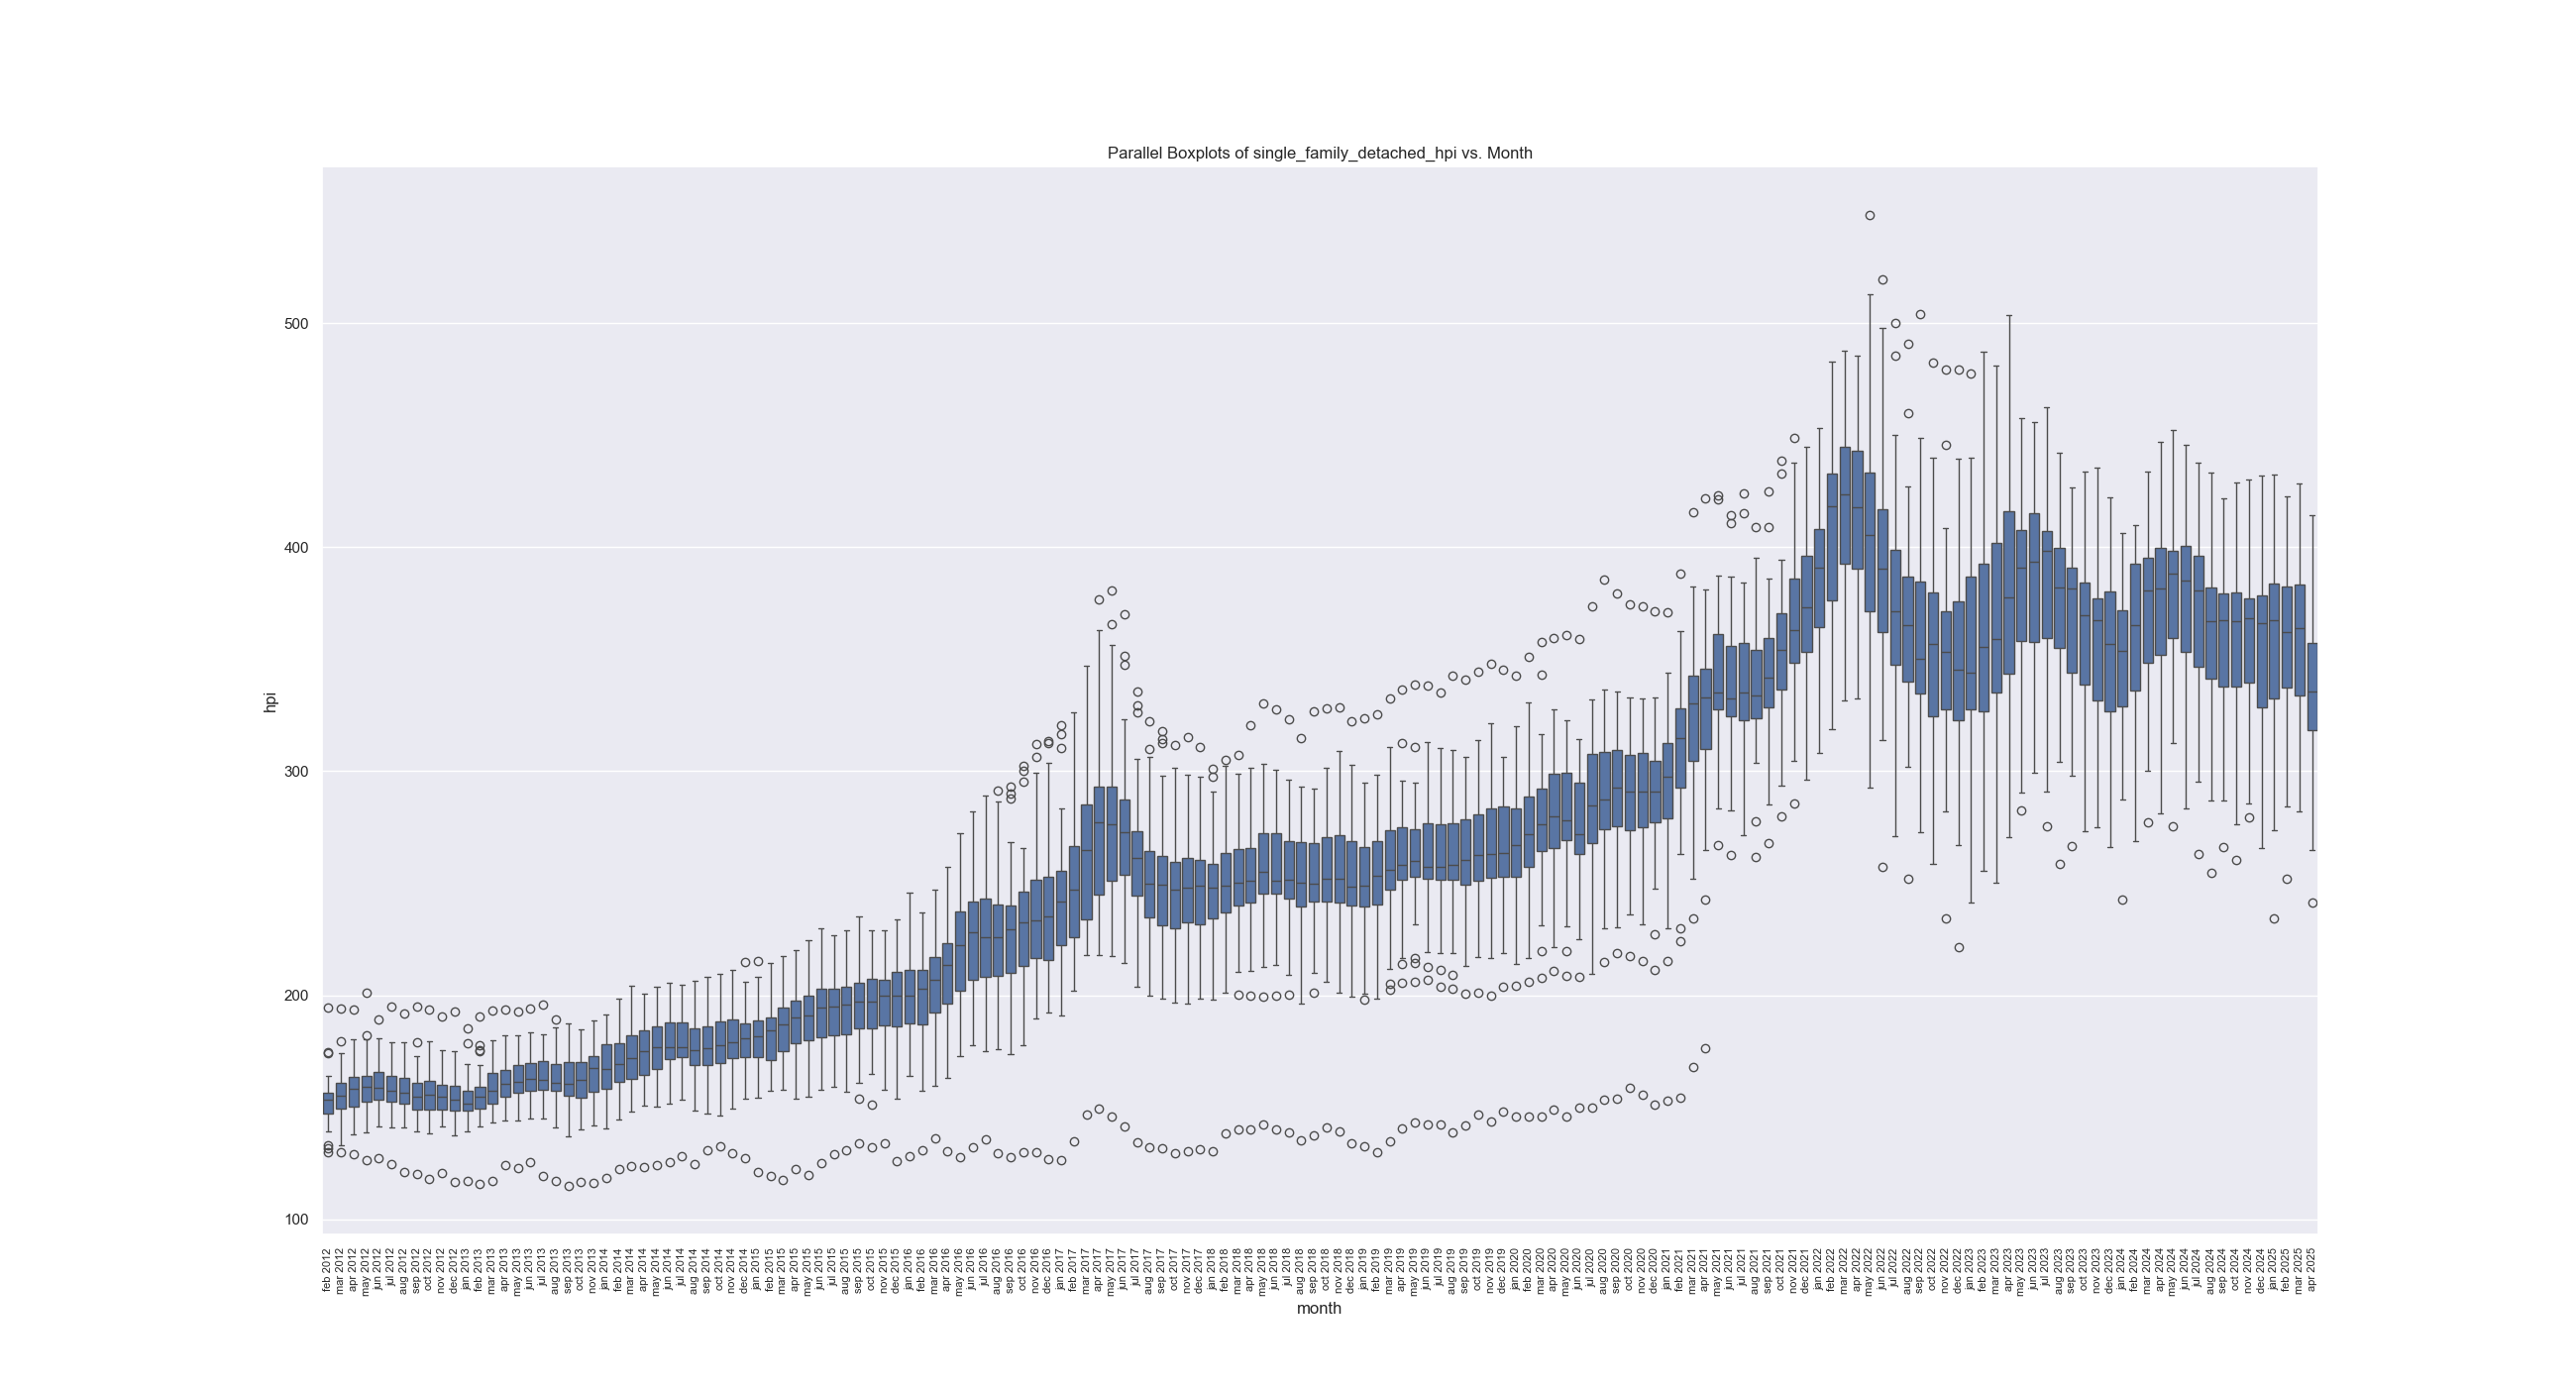 Parallel Boxplots of single_family_detached_hpi vs. Month
hpi
500
400
300
200
100
feb 2012
mar 2012
apr 2012
may 2012
jun 2012
jul 2012
aug 2012
sep 2012
oct 2012
nov 2012
dec 2012
jan 2013
feb 2013
mar 2013
apr 2013
may 2013
jun 2013
jul 2013
aug 2013
sep 2013
oct 2013
nov 2013
jan 2014
feb 2014
mar 2014
apr 2014
may 2014
jun 2014
jul 2014
aug 2014
sep 2014
oct 2014
nov 2014
dec 2014
jan 2015
feb 2015
mar 2015
apr 2015
may 2015
jun 2015
jul 2015
aug 2015
sep 2015
oct 2015
nov 2015
dec 2015
jan 2016
feb 2016
mar 2016
apr 2016
may 2016
jun 2016
jul 2016
aug 2016
sep 2016
oct 2016
nov 2016
dec 2016
jan 2017
feb 2017
mar 2017
apr 2017
may 2017
jun 2017
jul 2017
aug 2017
sep 2017
oct 2017
nov 2017
dec 2017
jan 2018
feb 2018
mar 2018
apr 2018
may 2018
jun 2018
jul 2018
aug 2018
sep 2018
oct 2018
nov 2018
dec 2018
jan 2019
feb 2019
mar 2019
apr 2019
may 2019
jun 2019
jul 2019
aug 2019
sep 2019
oct 2019
nov 2019
dec 2019
jan 2020
feb 2020
mar 2020
apr 2020
may 2020
jun 2020
jul 2020
aug 2020
sep 2020
oct 2020
nov 2020
dec 2020
jan 2021
feb 2021
mar 2021
apr 2021
may 2021
jun 2021
jul 2021
aug 2021
sep 2021
oct 2021
nov 2021
dec 2021
jan 2022
feb 2022
mar 2022
apr 2022
may 2022
jun 2022
jul 2022
aug 2022
sep 2022
oct 2022
nov 2022
dec 2022
jan 2023
feb 2023
mar 2023
apr 2023
may 2023
jun 2023
jul 2023
aug 2023
sep 2023
oct 2023
nov 2023
dec 2023
jan 2024
feb 2024
mar 2024
apr 2024
may 2024
jun 2024
jul 2024
aug 2024
sep 2024
oct 2024
nov 2024
dec 2024
jan 2025
feb 2025
mar 2025
apr 2025
month